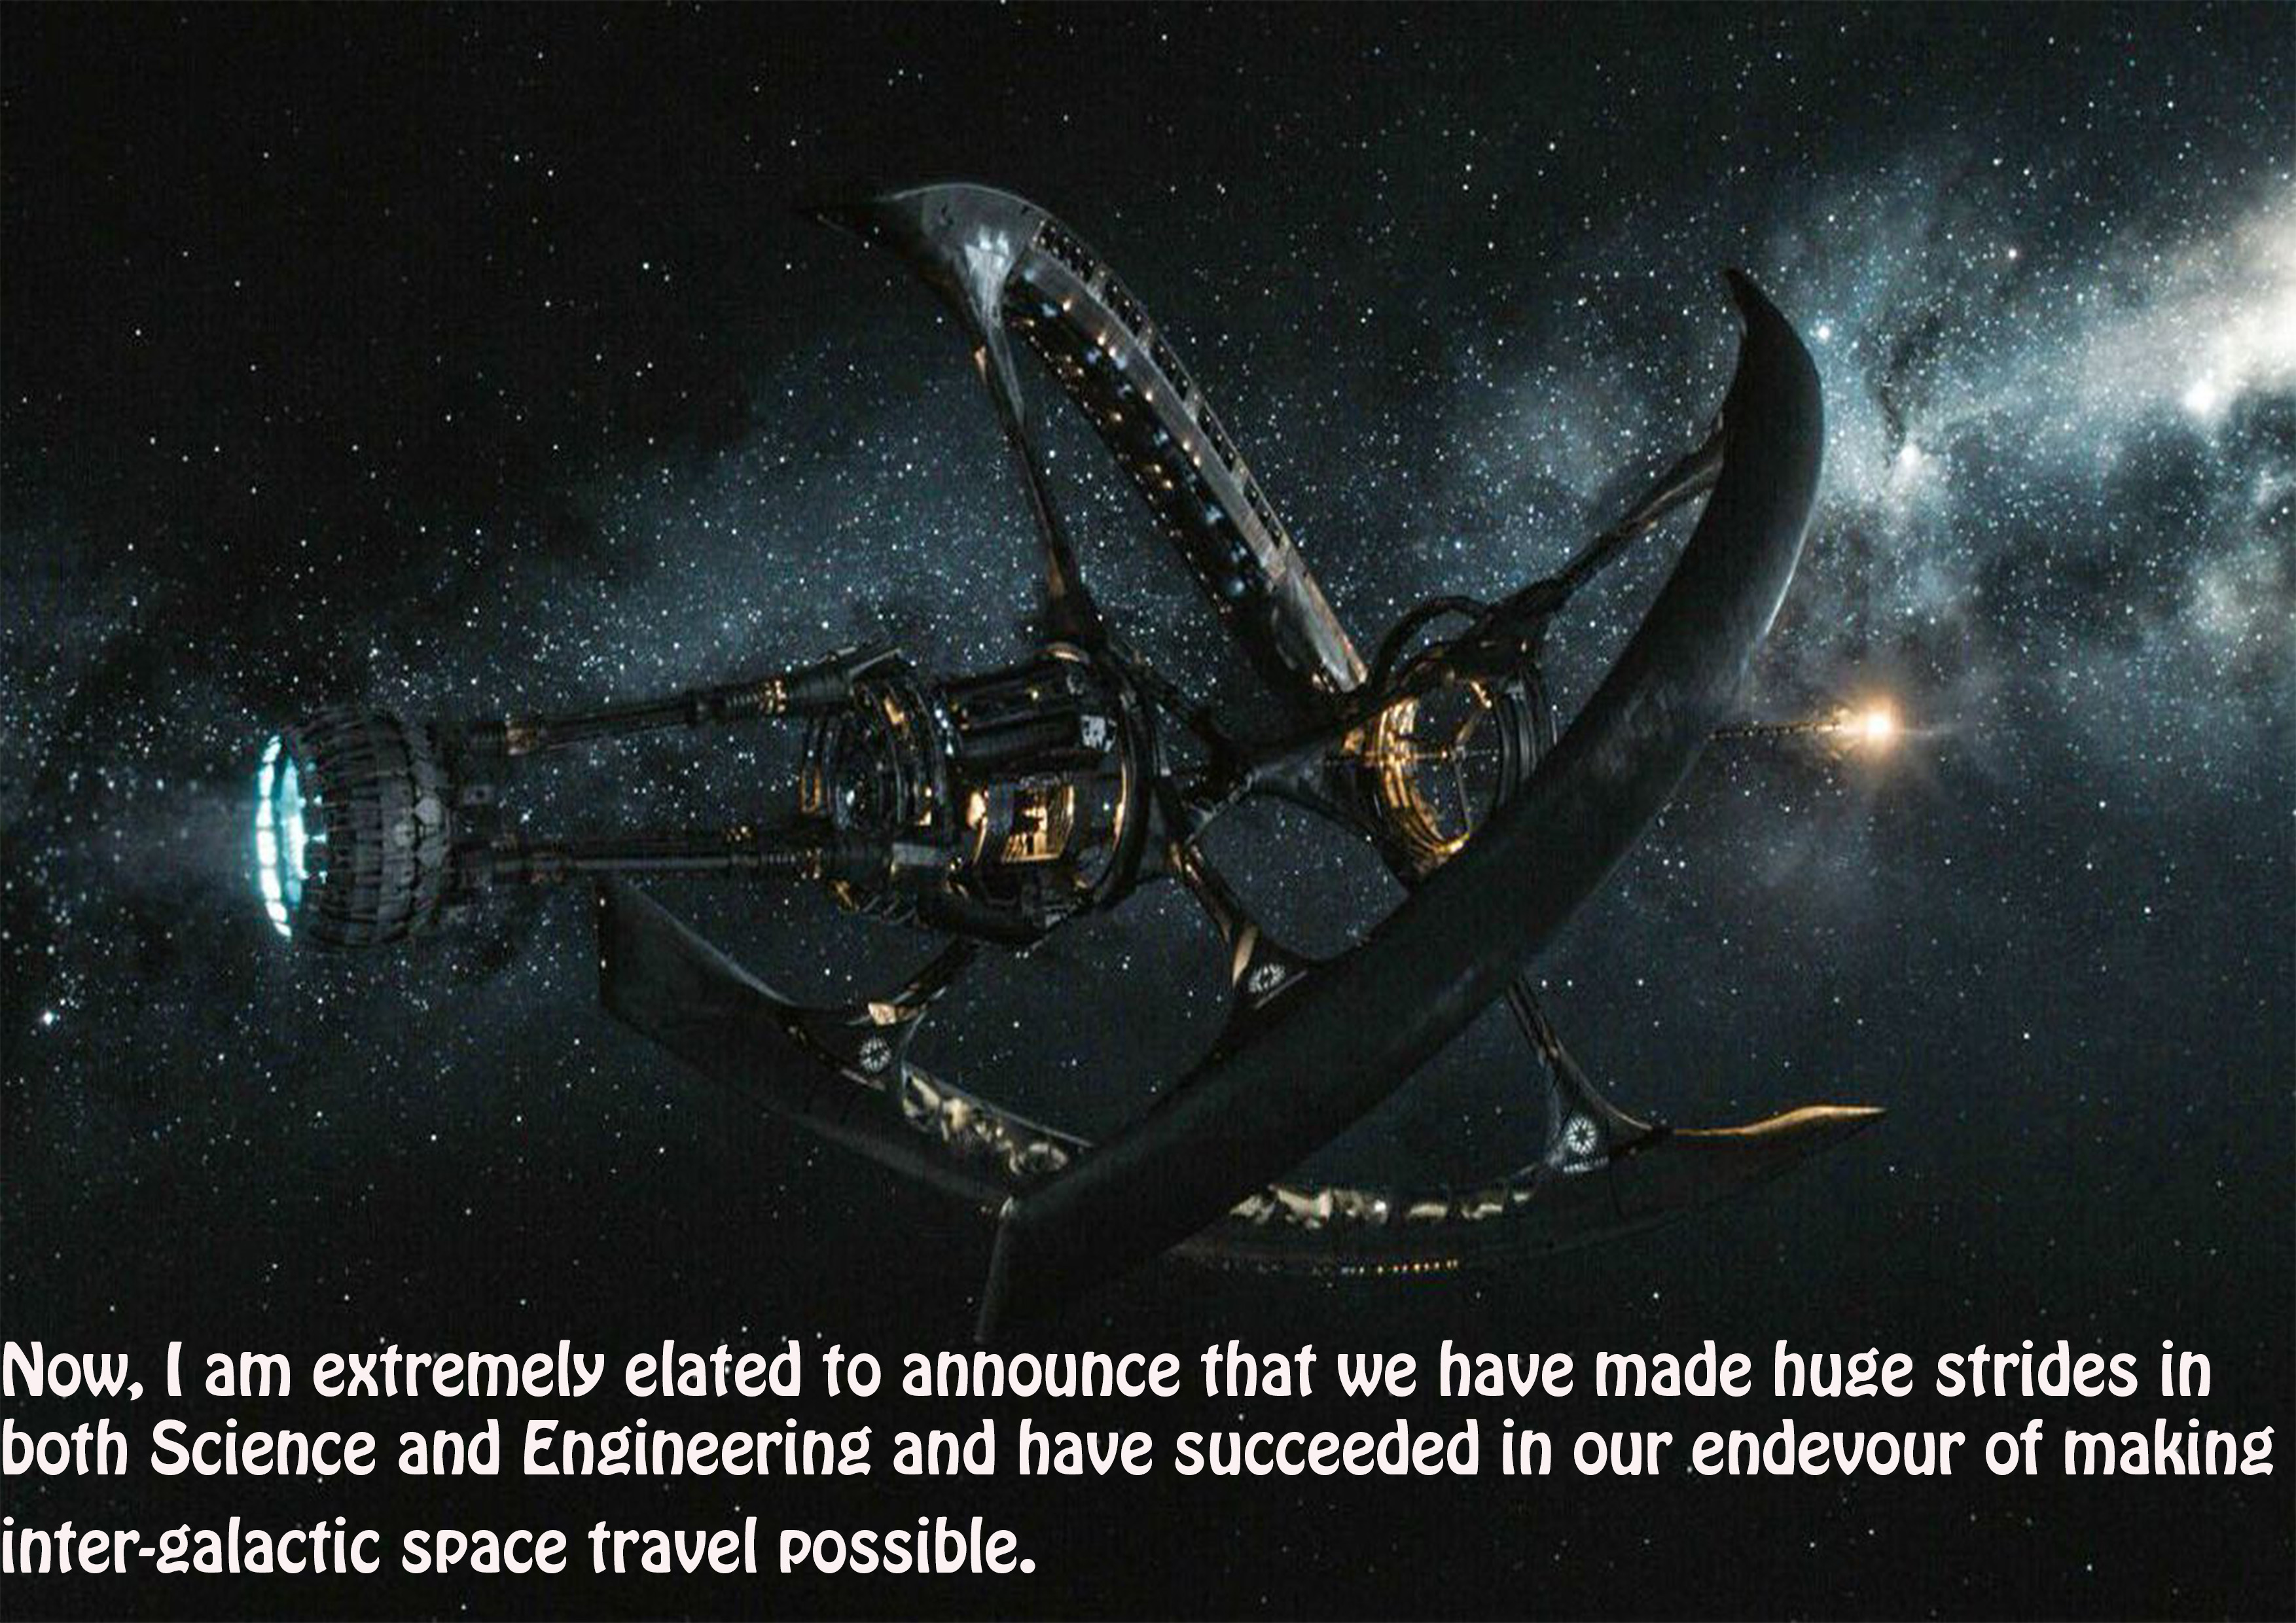 Now, I am extremely elated to announce that we have made huge strides in
both Science and Engineering and have succeeded in our endevour of making
inter-galactic space travel possible.